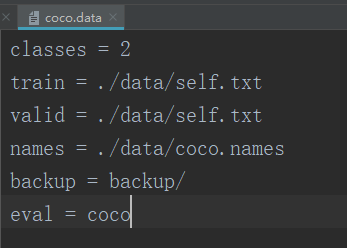 coco.data
classes = 2
train = ./data/self.txt
valid = ./data/self.txt
names = ./data/coco.names
backup = backup/
eval = coco